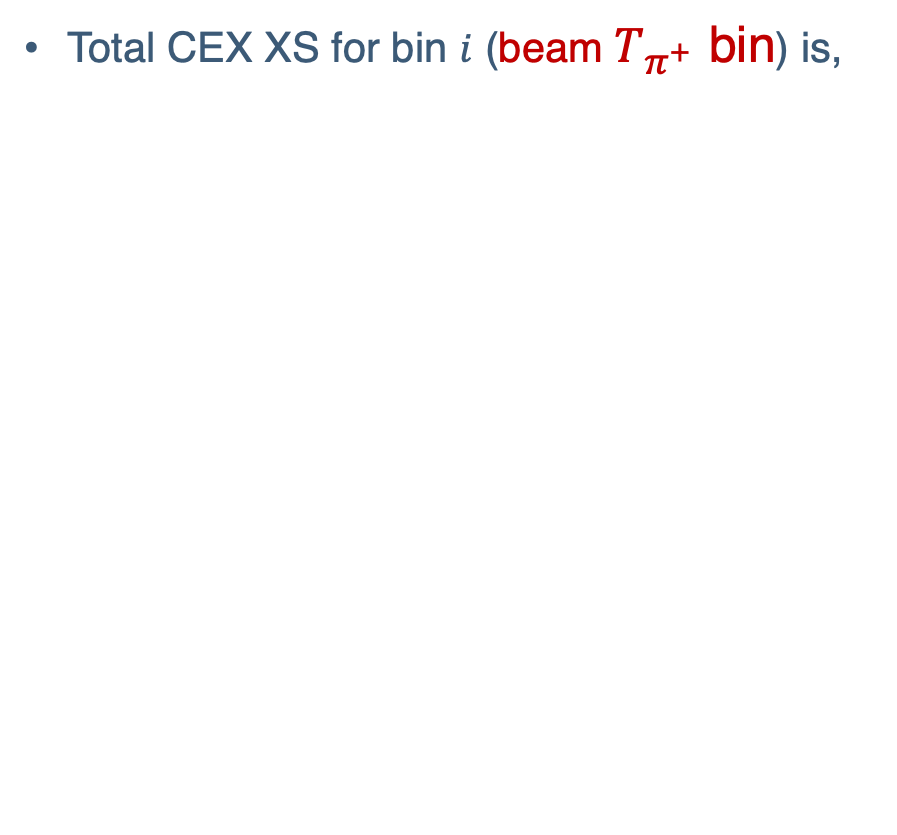 • Total CEX XS for bin 𝑖 (beam 𝑇π⁺ bin) is,